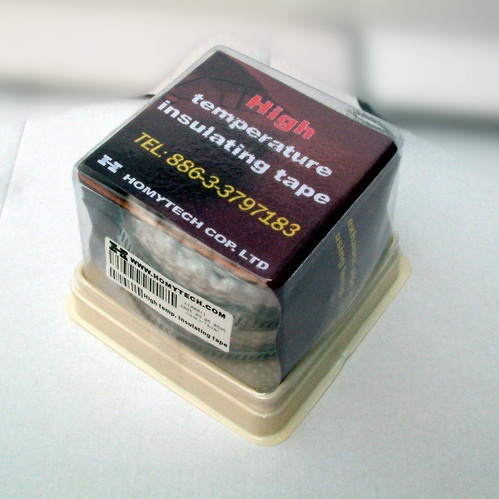 High
temperature
insulating tape
TEL:886-3-3797183
HOMYTECH COP. LTD
WWW.HOMYTECH.COM
High temp. insulating tape